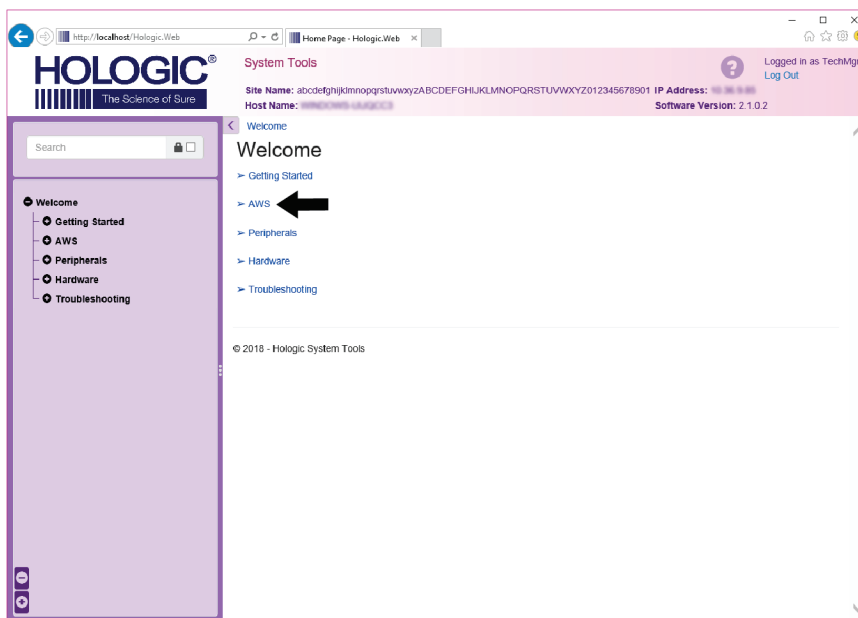 http://localhost/Hologic.Web
Home Page - Hologic.Web
HOLOGIC®
The Science of Sure
System Tools
Logged in as TechMgr
Log Out
Site Name: abcdefghijklmnopqrstuvwxyzABCDEFGHIJKLMNOPQRSTUVWXYZ012345678901 IP Address:
Host Name:
Software Version: 2.1.0.2
Search
Welcome
Getting Started
AWS
Peripherals
Hardware
Troubleshooting
Welcome
Welcome
➢ Getting Started
➢ AWS
➢ Peripherals
➢ Hardware
➢ Troubleshooting
© 2018 - Hologic System Tools